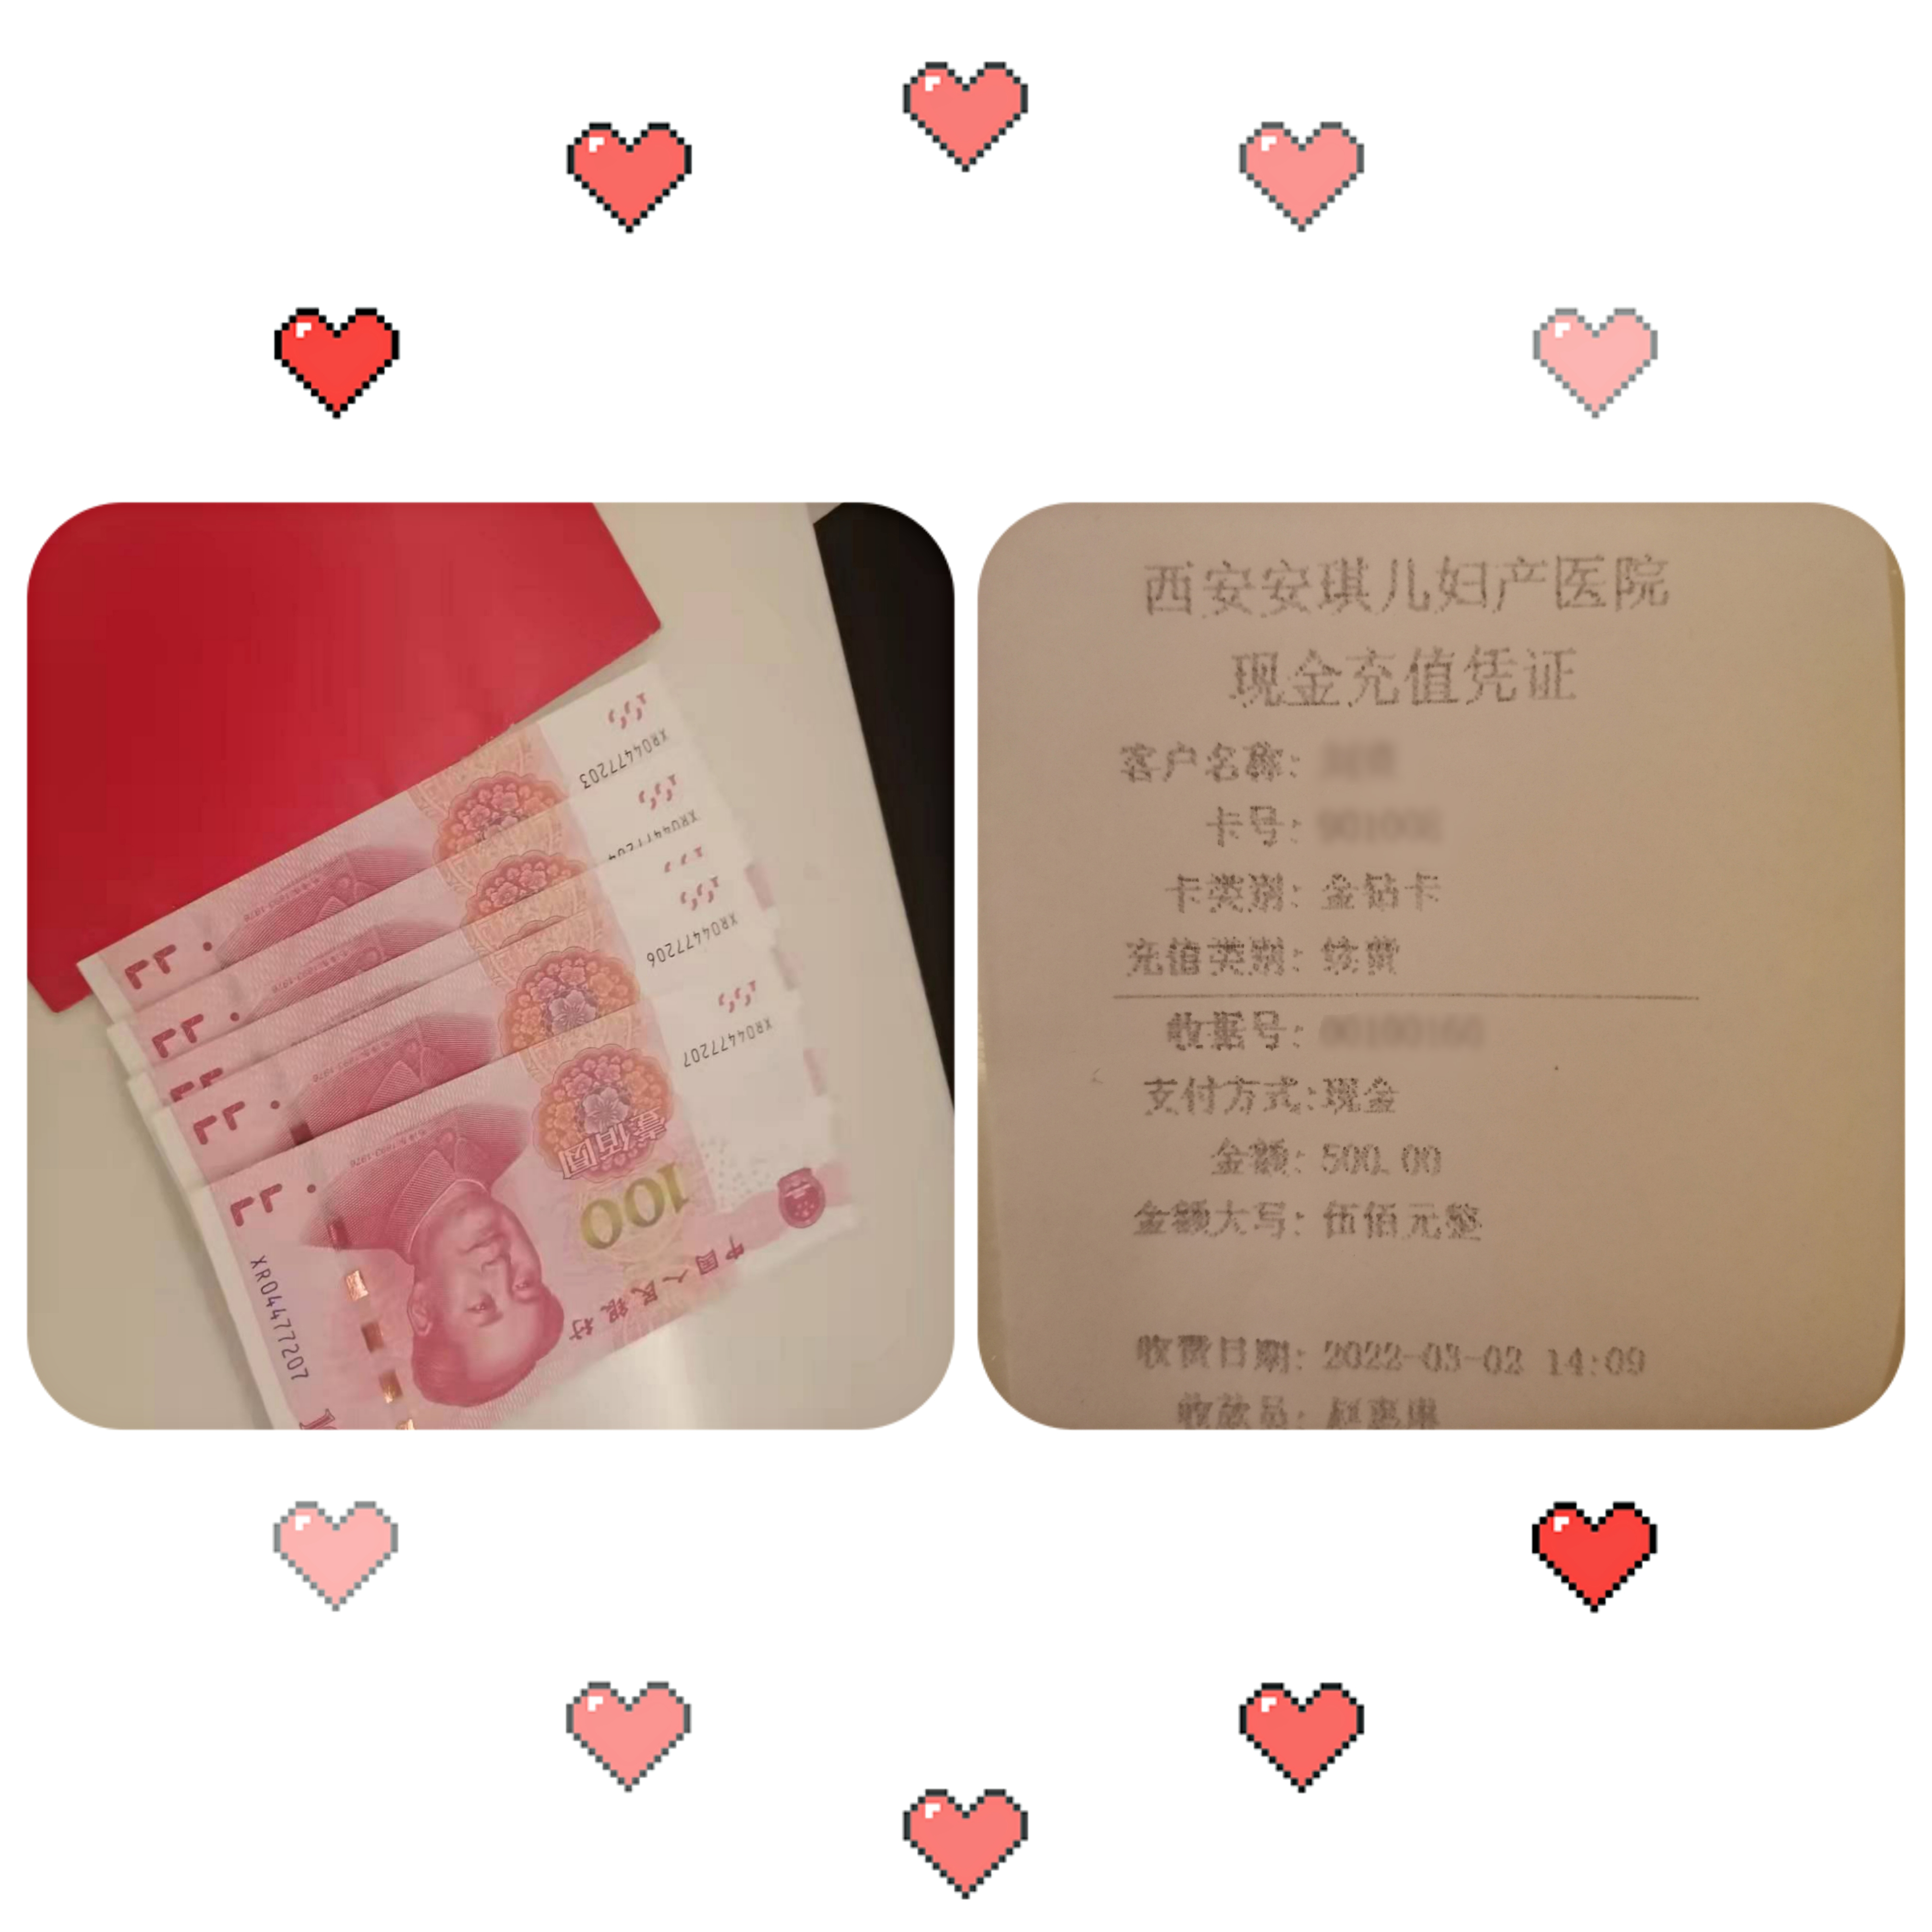 XR04477203
XR04477206
XR04477207
壹佰圆
100
中国人民银行
XR04477207
西安安琪儿妇产医院
现金充值凭证
客户名称:
卡号:
卡类别: 金钻卡
充值类别: 续费
收据号:
支付方式:现金
金额: 500.00
金额大写: 伍佰元整
收费日期: 2022-03-02 14:09
收款员: